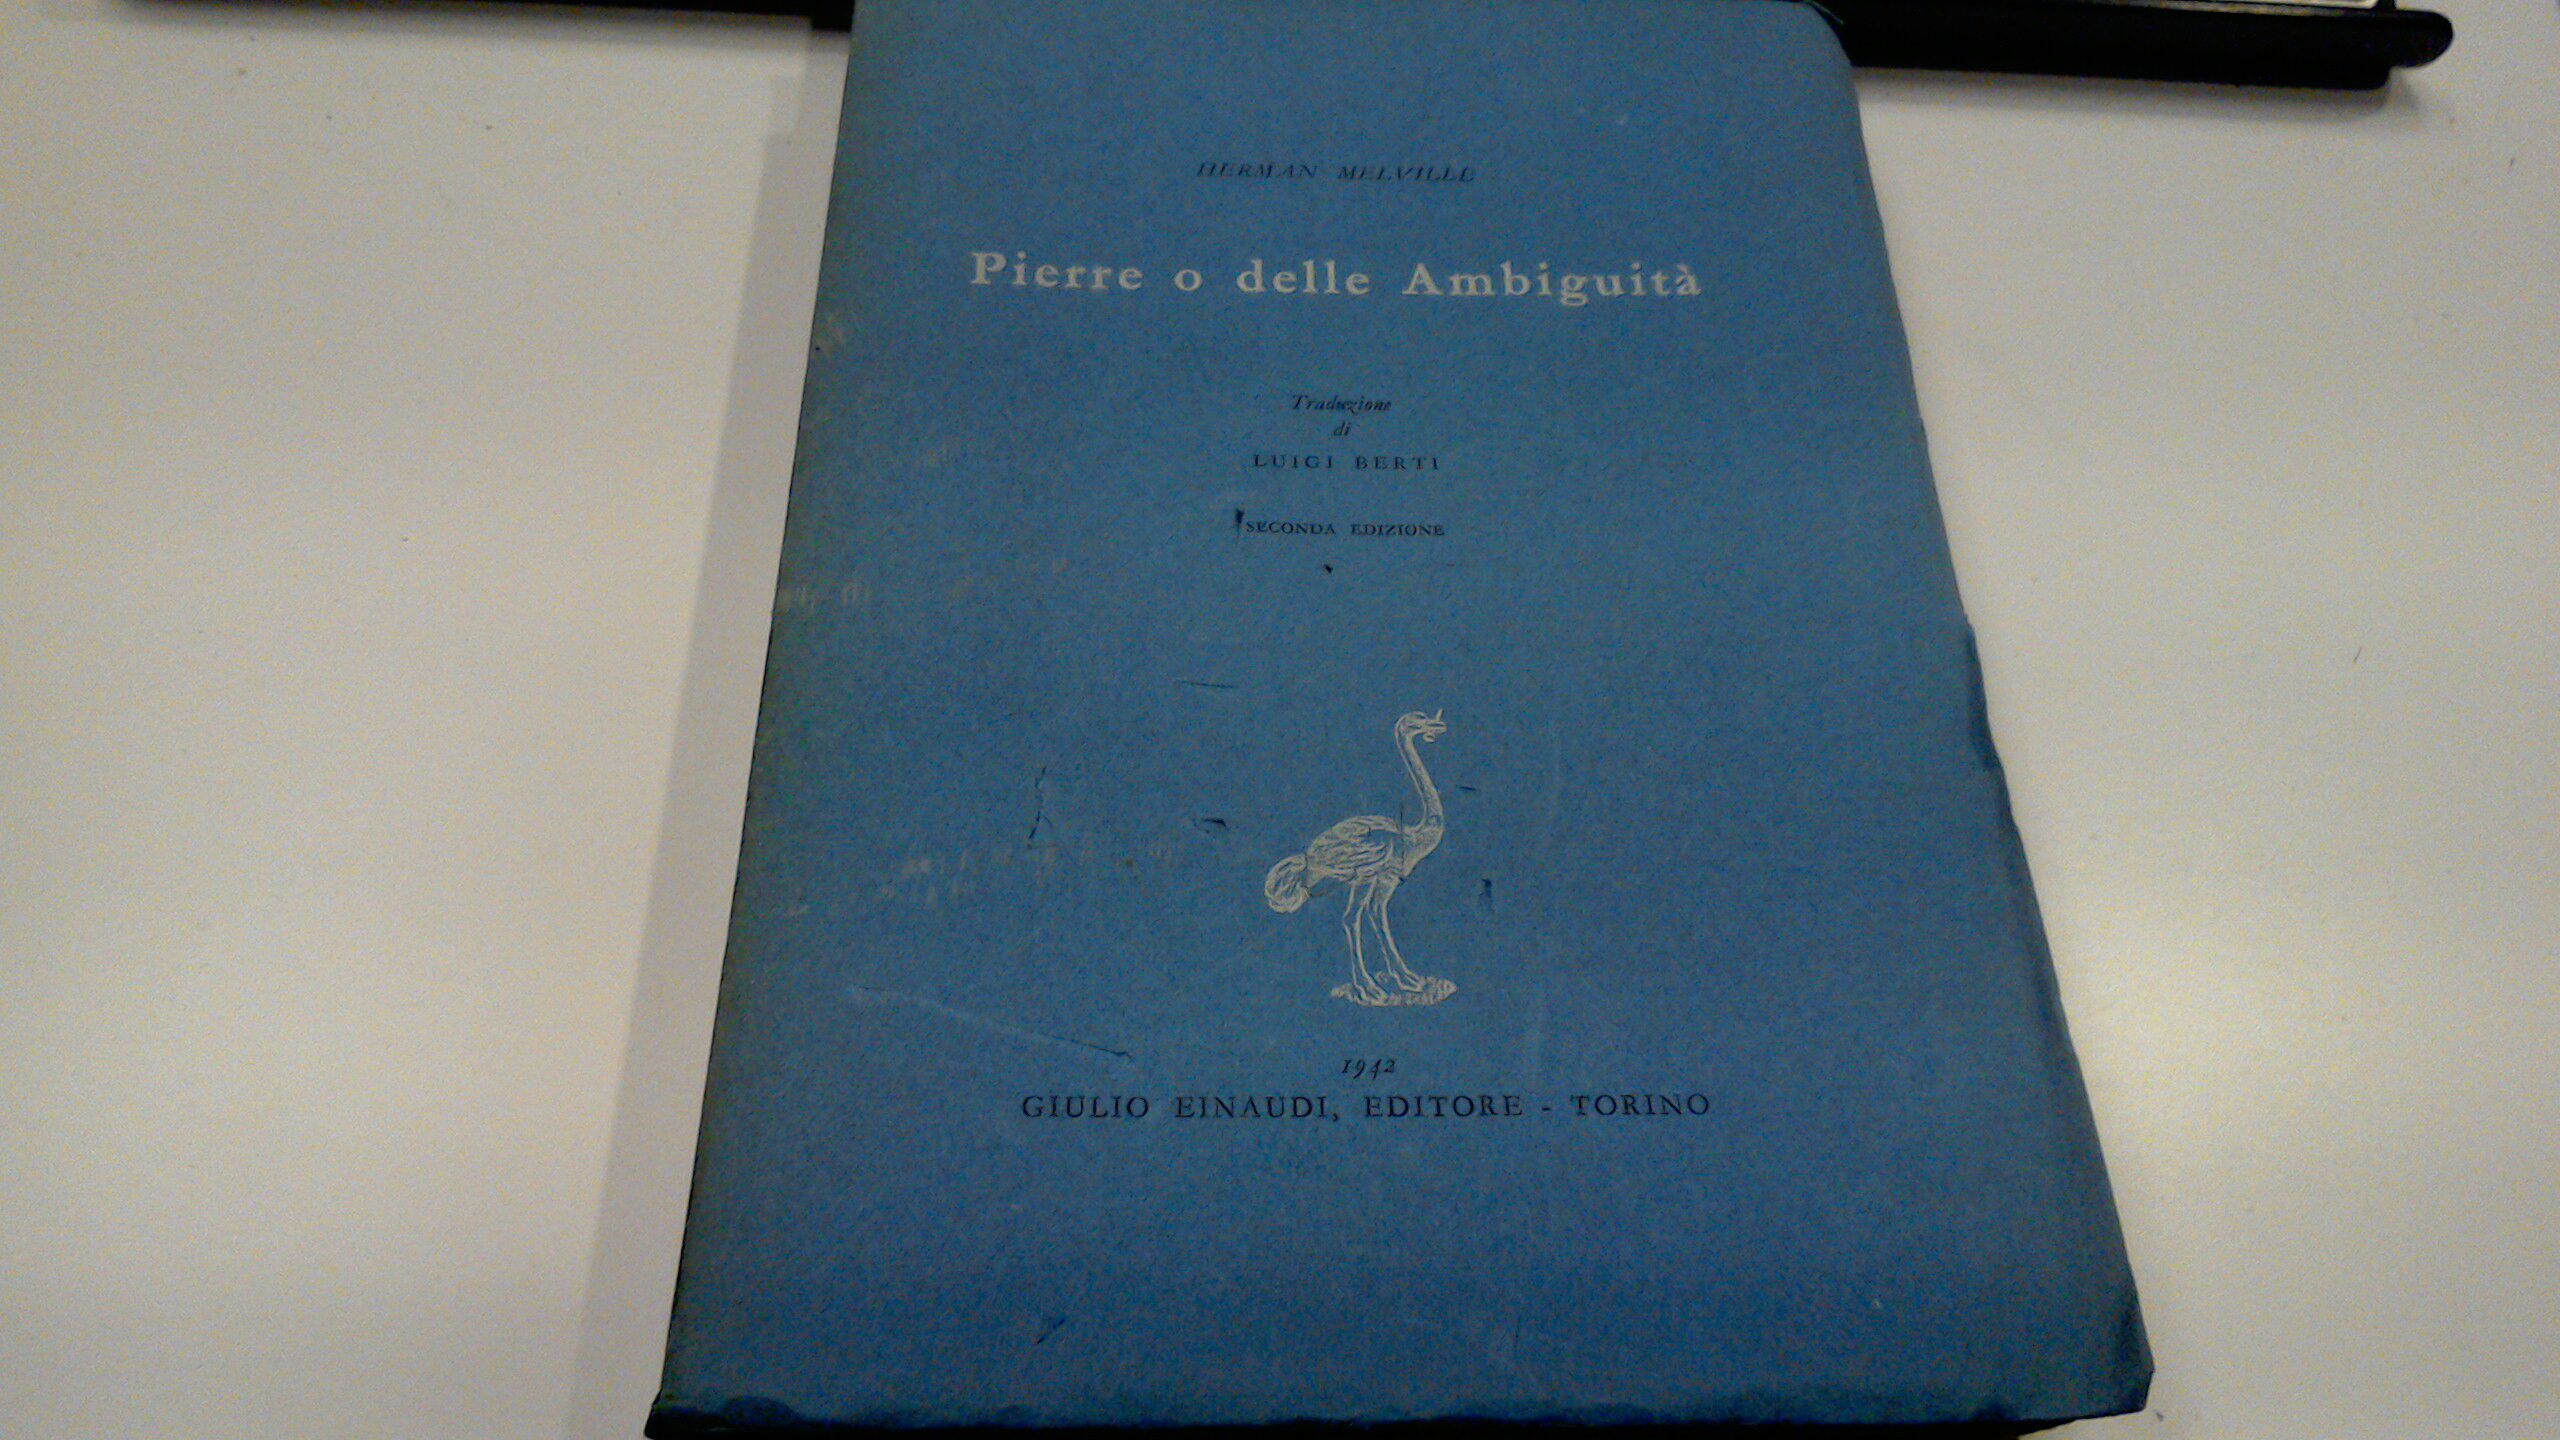 HERMAN MELVILLE
Pierre o delle Ambiguità
Traduzione
di
LUIGI BERTI
SECONDA EDIZIONE
1942
GIULIO EINAUDI, EDITORE - TORINO